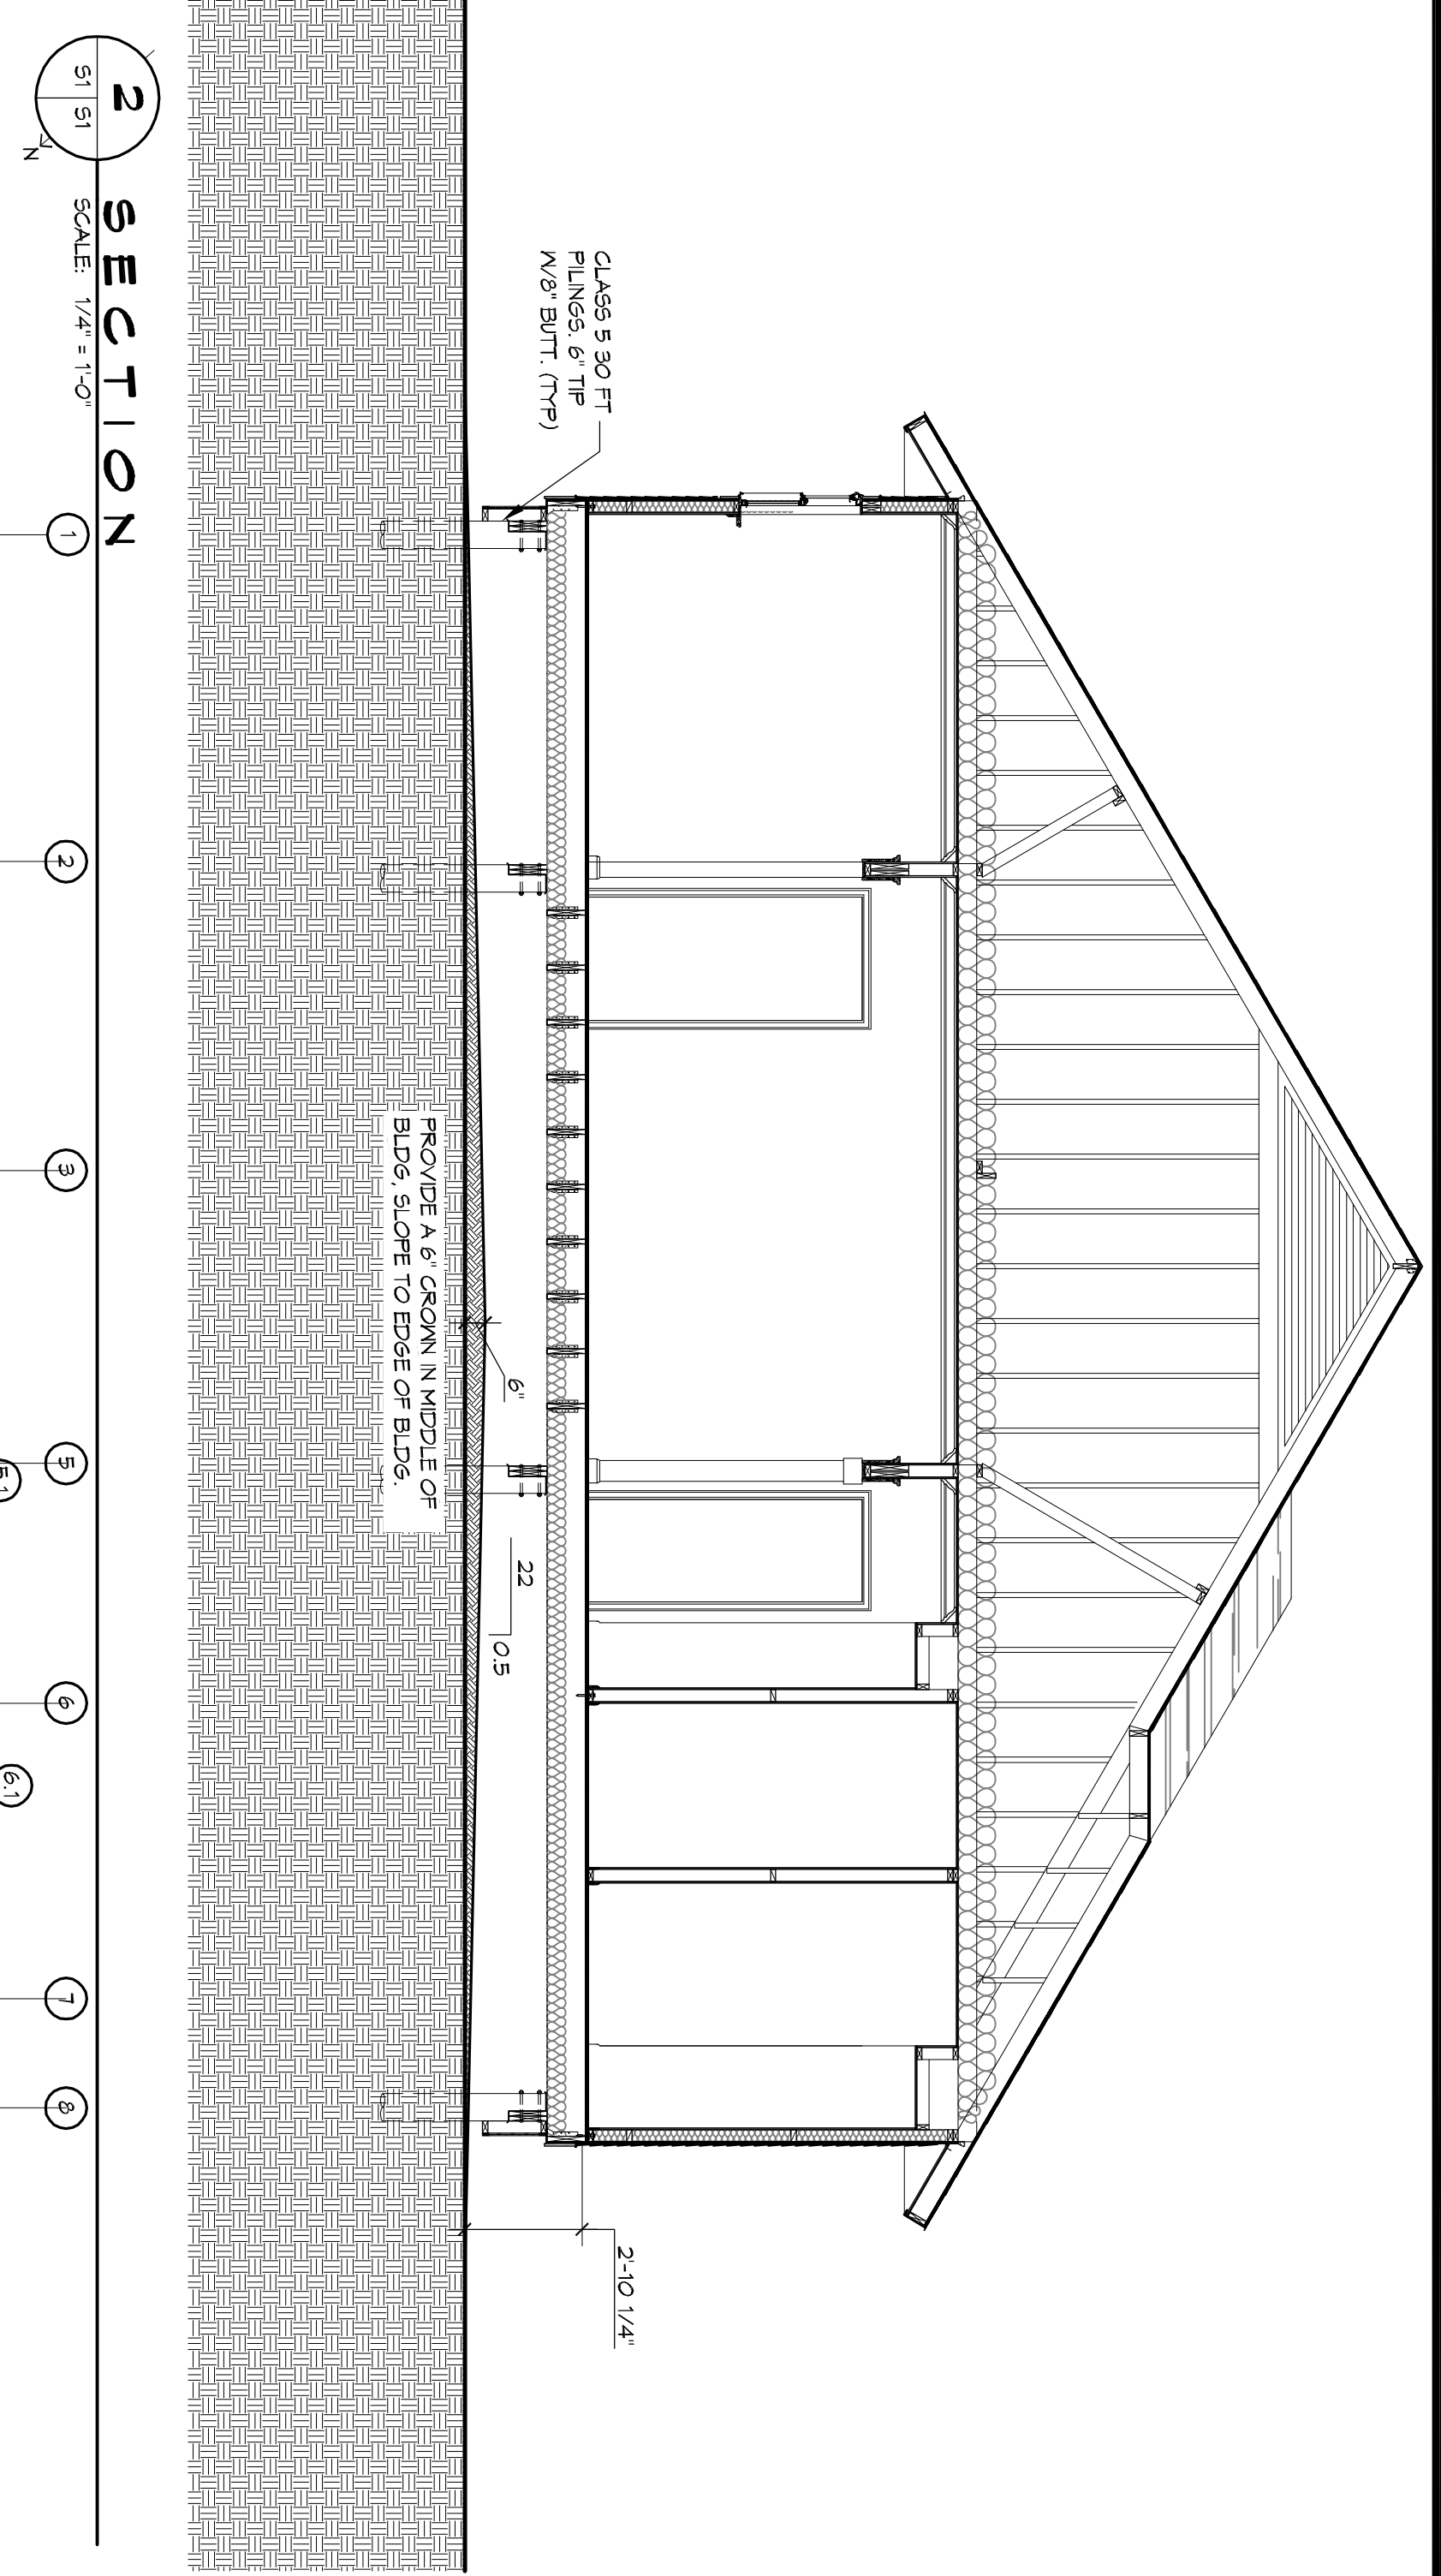 CLASS 5 30 FT
PILINGS. 6" TIP
W/8" BUTT. (TYP)
2'-10 1/4"
6"
22
0.5
PROVIDE A 6" CROWN IN MIDDLE OF
BLDG, SLOPE TO EDGE OF BLDG.
2
S1 S1
N
SECTION
SCALE: 1/4" = 1'-0"
1
2
3
5
6
7
8
5.1
6.1